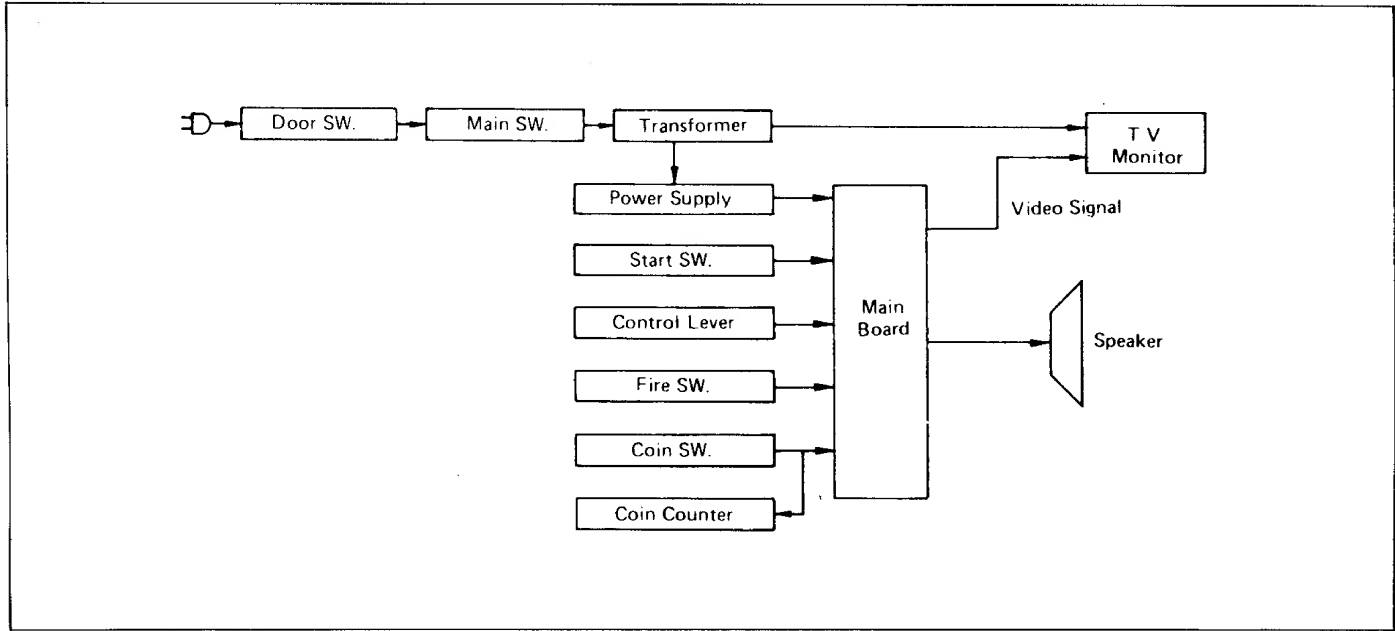 Door SW.
Main SW.
Transformer
T V
Monitor
Power Supply
Video Signal
Start SW.
Main
Board
Control Lever
Speaker
Fire SW.
Coin SW.
Coin Counter